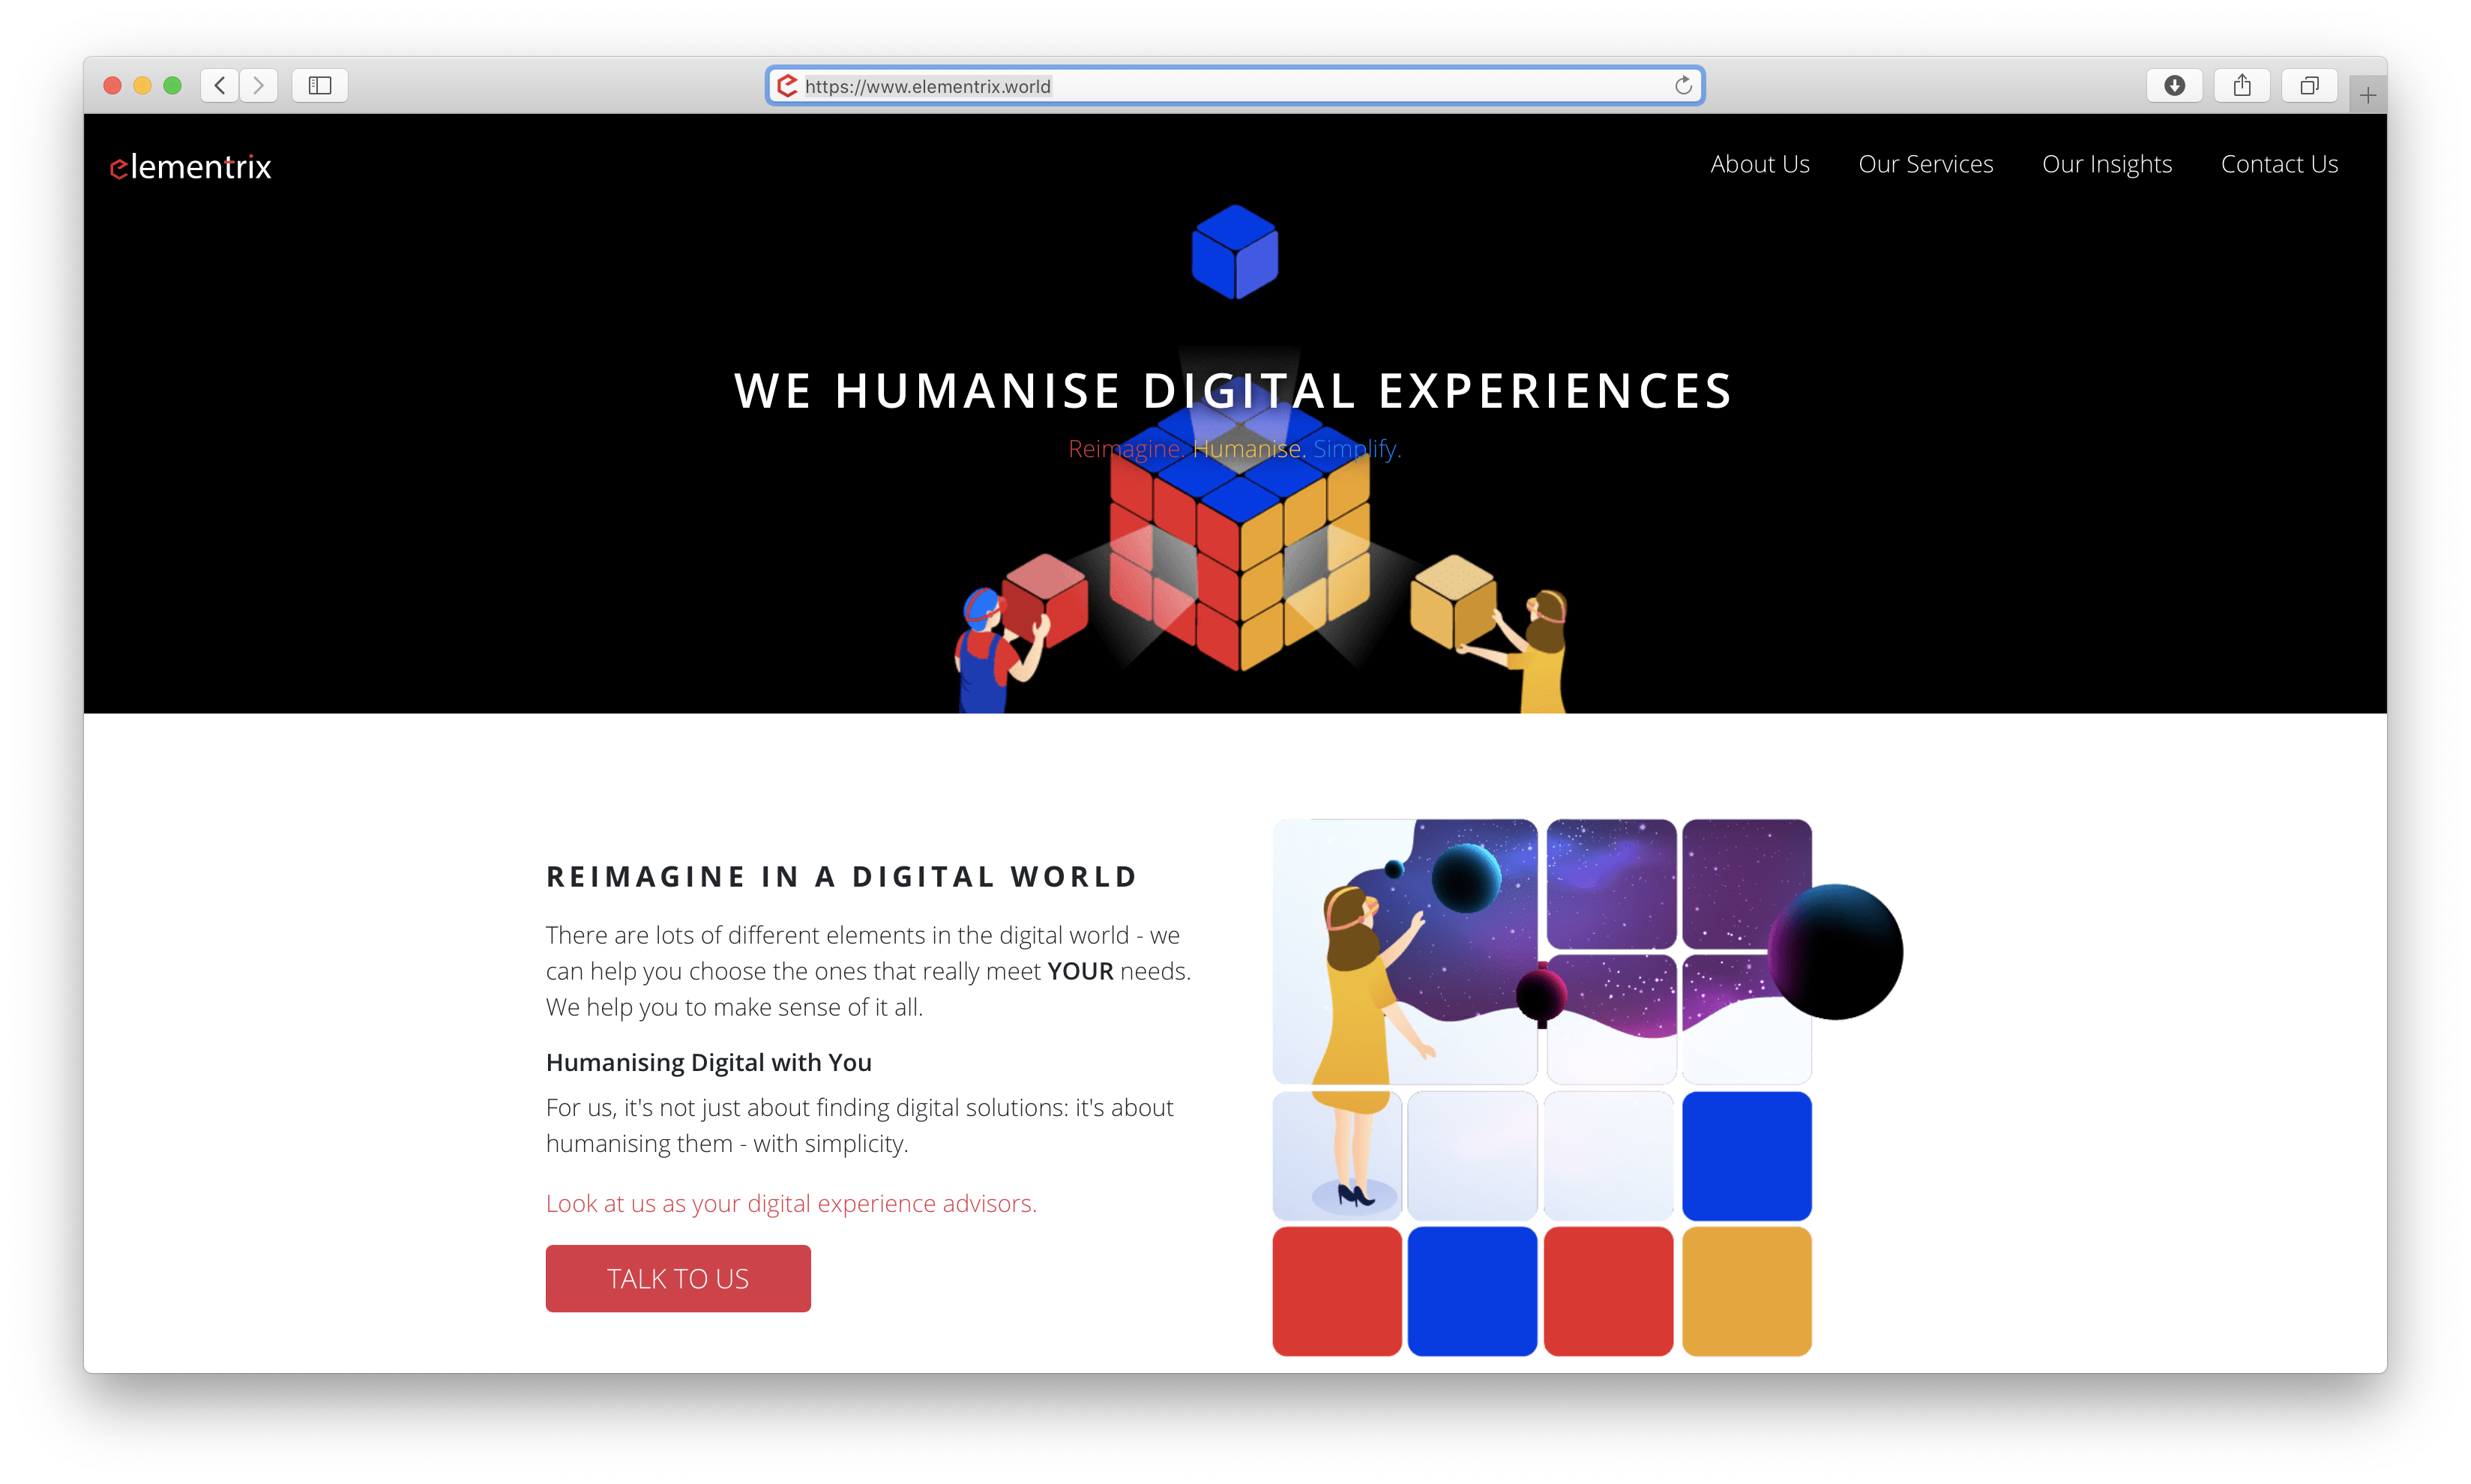 https://www.elementrix.world
elementrix
About Us Our Services Our Insights Contact Us
WE HUMANISE DIGITAL EXPERIENCES
Reimagine. Humanise. Simplify.
REIMAGINE IN A DIGITAL WORLD
There are lots of different elements in the digital world - we
can help you choose the ones that really meet YOUR needs.
We help you to make sense of it all.
Humanising Digital with You
For us, it's not just about finding digital solutions: it's about
humanising them - with simplicity.
Look at us as your digital experience advisors.
TALK TO US